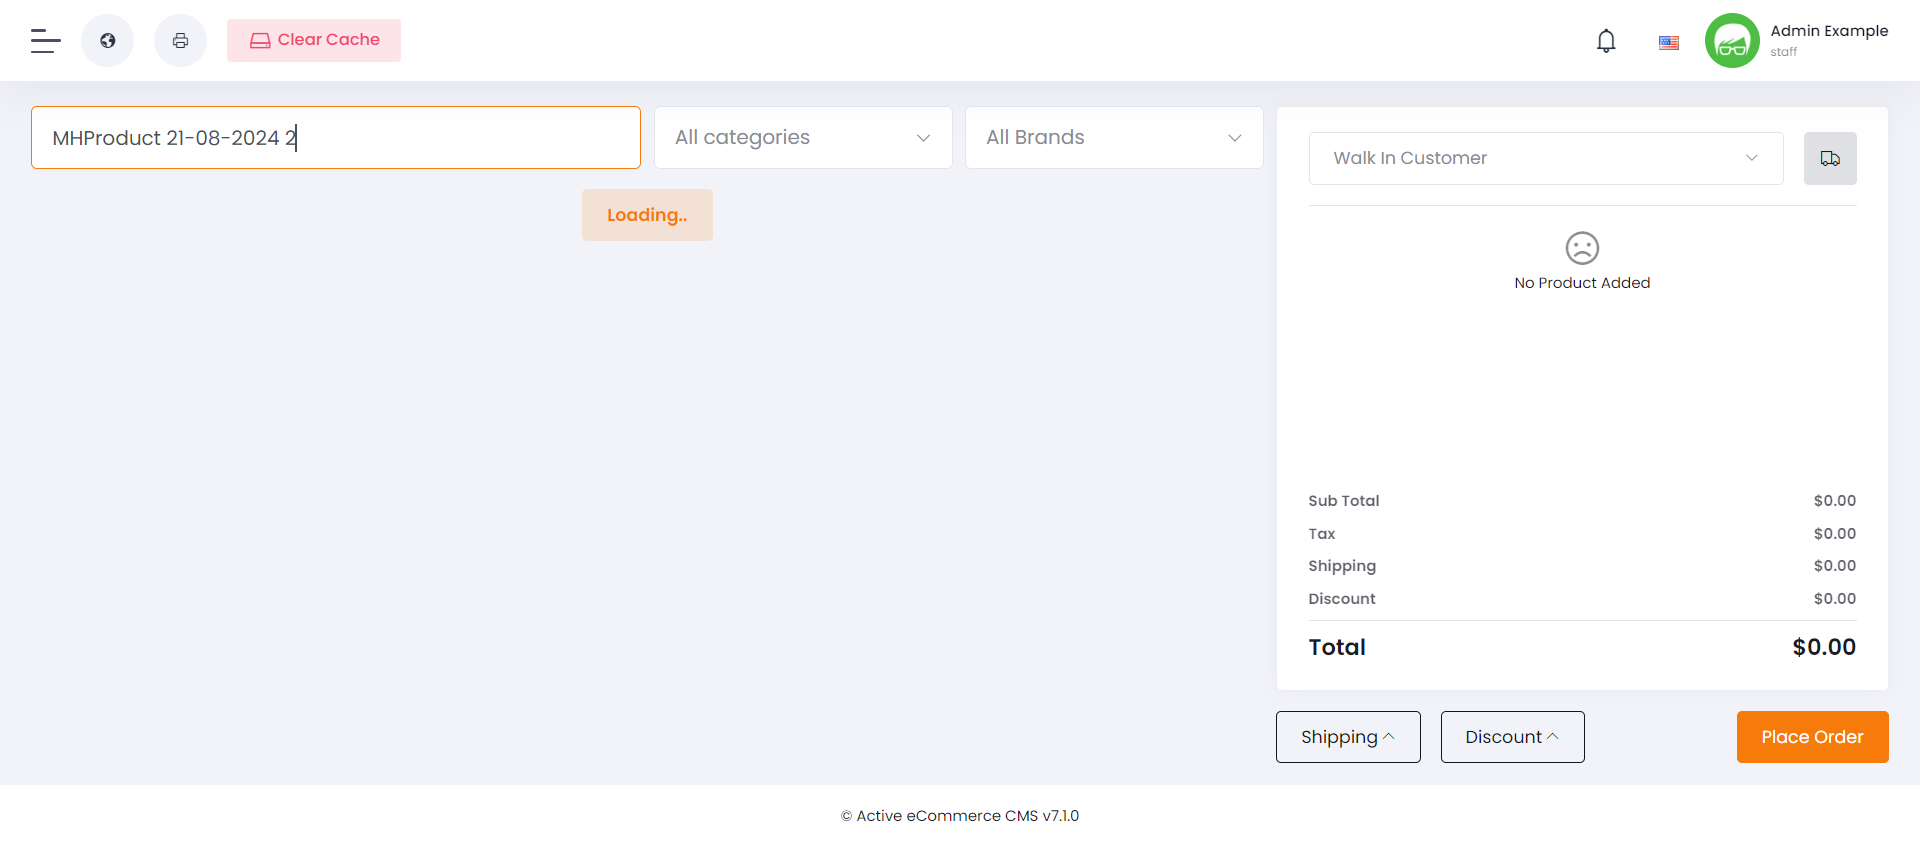 Clear Cache
Admin Example
staff
MHProduct 21-08-2024 2
All categories
All Brands
Walk In Customer
Loading..
No Product Added
Sub Total $0.00
Tax $0.00
Shipping $0.00
Discount $0.00
Total $0.00
Shipping
Discount
Place Order
© Active eCommerce CMS v7.1.0